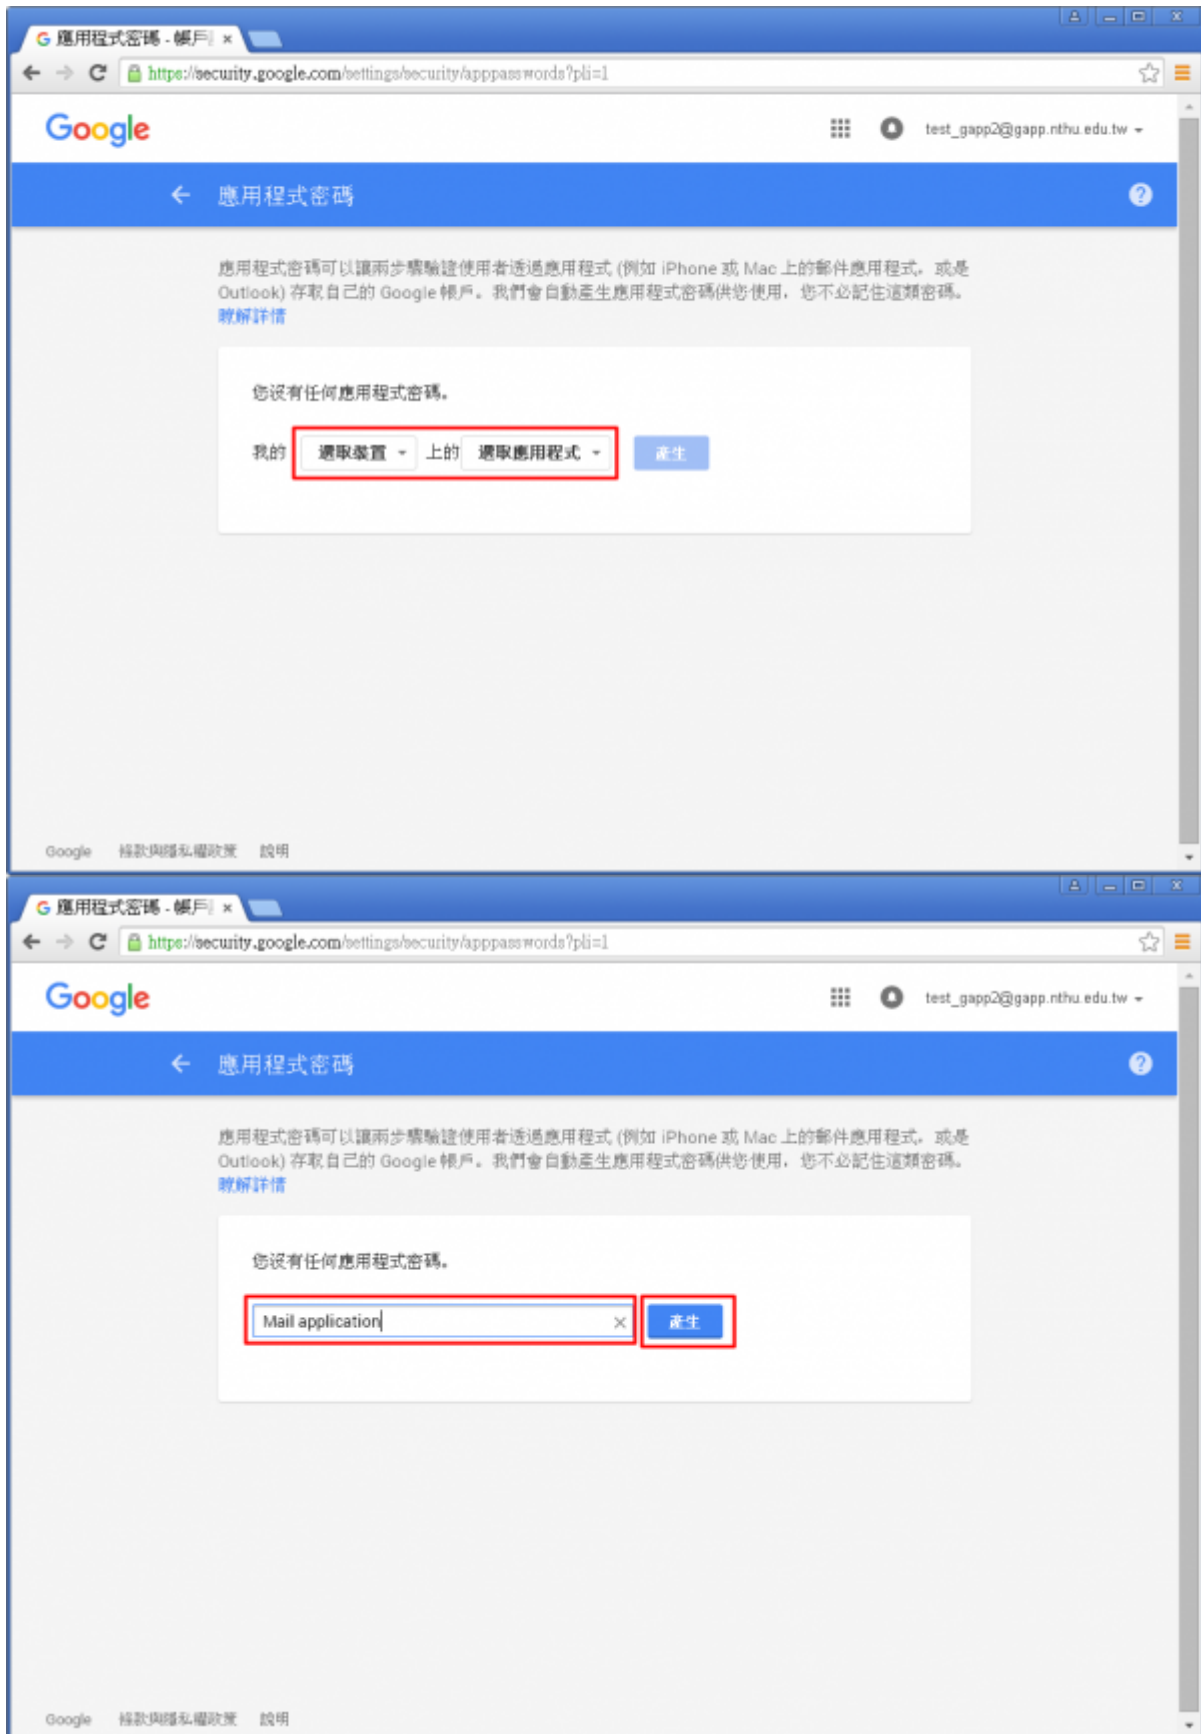 應用程式密碼 - 帳戶
https://security.google.com/settings/security/apppasswords?pli=1
Google
test_gapp2@gapp.nthu.edu.tw
應用程式密碼
應用程式密碼可以讓兩步驟驗證使用者透過應用程式 (例如 iPhone 或 Mac 上的郵件應用程式，或是
Outlook) 存取自己的 Google 帳戶。我們會自動產生應用程式密碼供您使用，您不必記住這類密碼。
瞭解詳情
您沒有任何應用程式密碼。
我的 選取裝置 上的 選取應用程式 產生
Google 條款與隱私權政策 說明
應用程式密碼 - 帳戶
https://security.google.com/settings/security/apppasswords?pli=1
Google
test_gapp2@gapp.nthu.edu.tw
應用程式密碼
應用程式密碼可以讓兩步驟驗證使用者透過應用程式 (例如 iPhone 或 Mac 上的郵件應用程式，或是
Outlook) 存取自己的 Google 帳戶。我們會自動產生應用程式密碼供您使用，您不必記住這類密碼。
瞭解詳情
您沒有任何應用程式密碼。
Mail application 產生
Google 條款與隱私權政策 說明